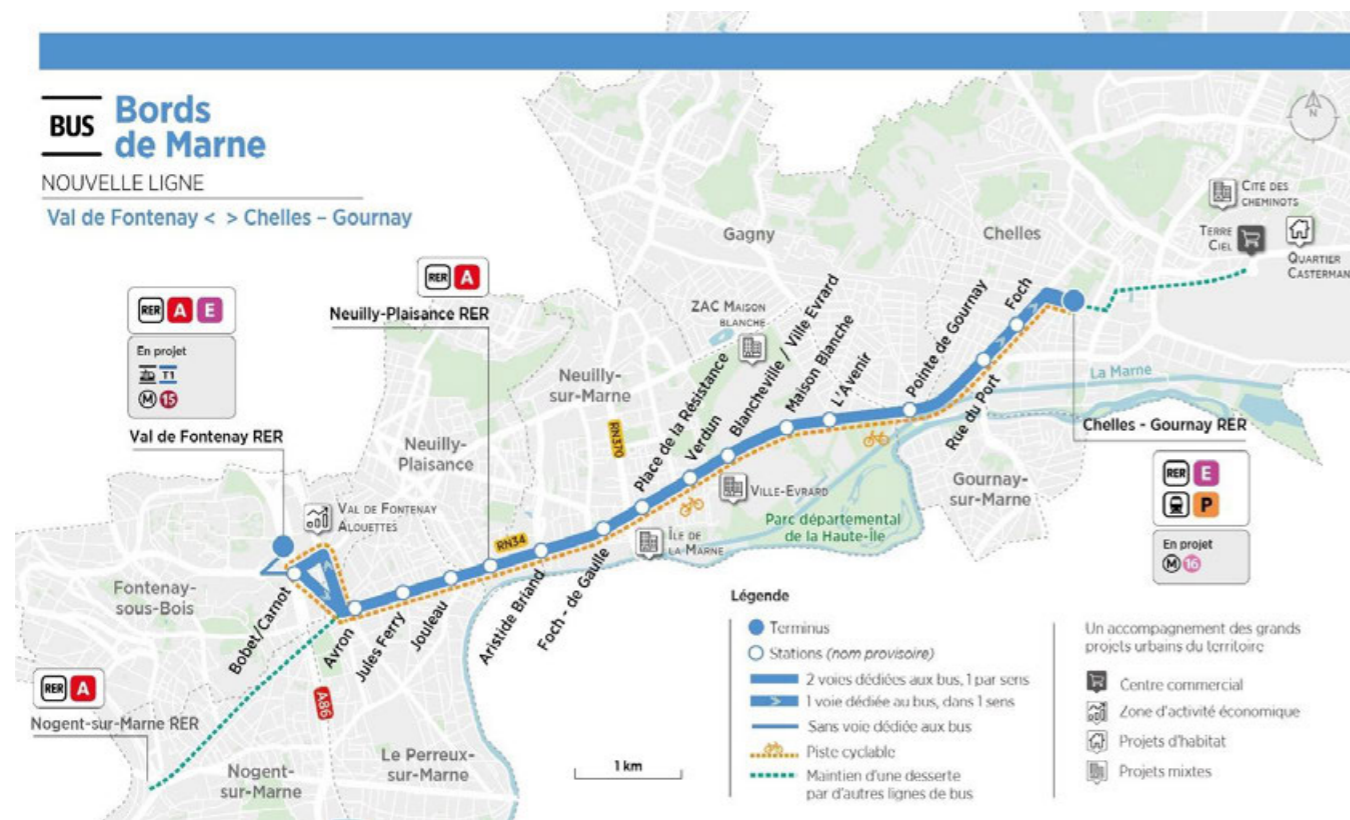 BUS
Bords
de Marne
NOUVELLE LIGNE
Val de Fontenay < > Chelles – Gournay
N
CITÉ DES
CHEMINOTS
TERRE
CIEL
QUARTIER
CASTERMAN
Gagny
Chelles
RER A
Neuilly-Plaisance RER
RER A E
En projet
T1
M 15
Val de Fontenay RER
ZAC MAISON
BLANCHE
Neuilly-
sur-Marne
Neuilly-
Plaisance
RN370
VAL DE FONTENAY
ALOUETTES
RN34
Fontenay-
sous-Bois
Bobet/Carnot
Avron
Jules Ferry
Jouleau
Aristide Briand
Foch - de Gaulle
Place de la Résistance
Verdun
Blancheville / Ville Evrard
Maison Blanche
L'Avenir
Pointe de Gournay
Rue du Port
Foch
La Marne
Chelles - Gournay RER
RER E
P
En projet
M 16
Gournay-
sur-Marne
VILLE-EVRARD
ÎLE DE
LA MARNE
Parc départemental
de la Haute-Île
A86
RER A
Nogent-sur-Marne RER
Nogent-
sur-Marne
Le Perreux-
sur-Marne
1 km
Légende
Terminus
Stations (nom provisoire)
2 voies dédiées aux bus, 1 par sens
1 voie dédiée au bus, dans 1 sens
Sans voie dédiée aux bus
Piste cyclable
Maintien d'une desserte
par d'autres lignes de bus
Un accompagnement des grands
projets urbains du territoire
Centre commercial
Zone d'activité économique
Projets d'habitat
Projets mixtes